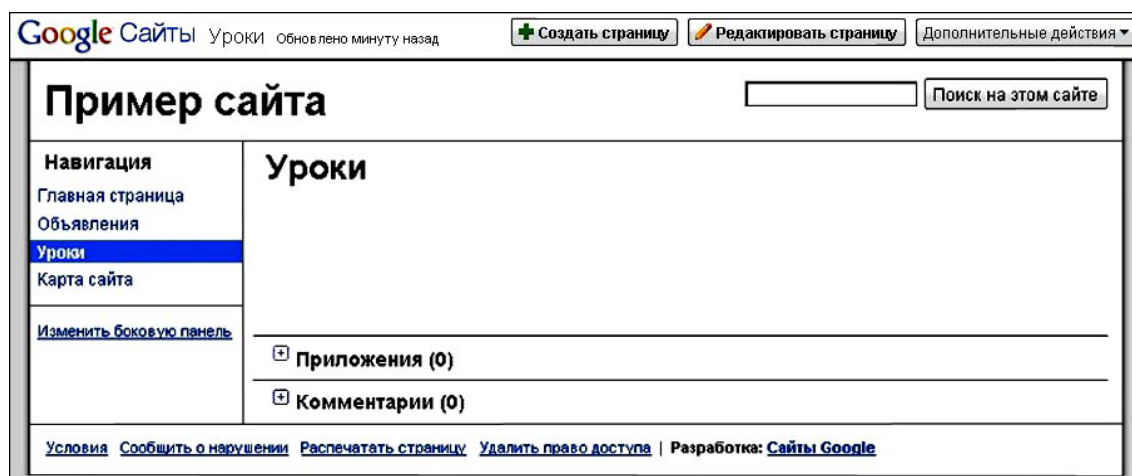 Google Сайты Уроки Обновлено минуту назад Создать страницу Редактировать страницу Дополнительные действия
Пример сайта Поиск на этом сайте
Навигация
Главная страница
Объявления
Уроки
Карта сайта
Изменить боковую панель
Уроки
Приложения (0)
Комментарии (0)
Условия Сообщить о нарушении Распечатать страницу Удалить право доступа | Разработка: Сайты Google